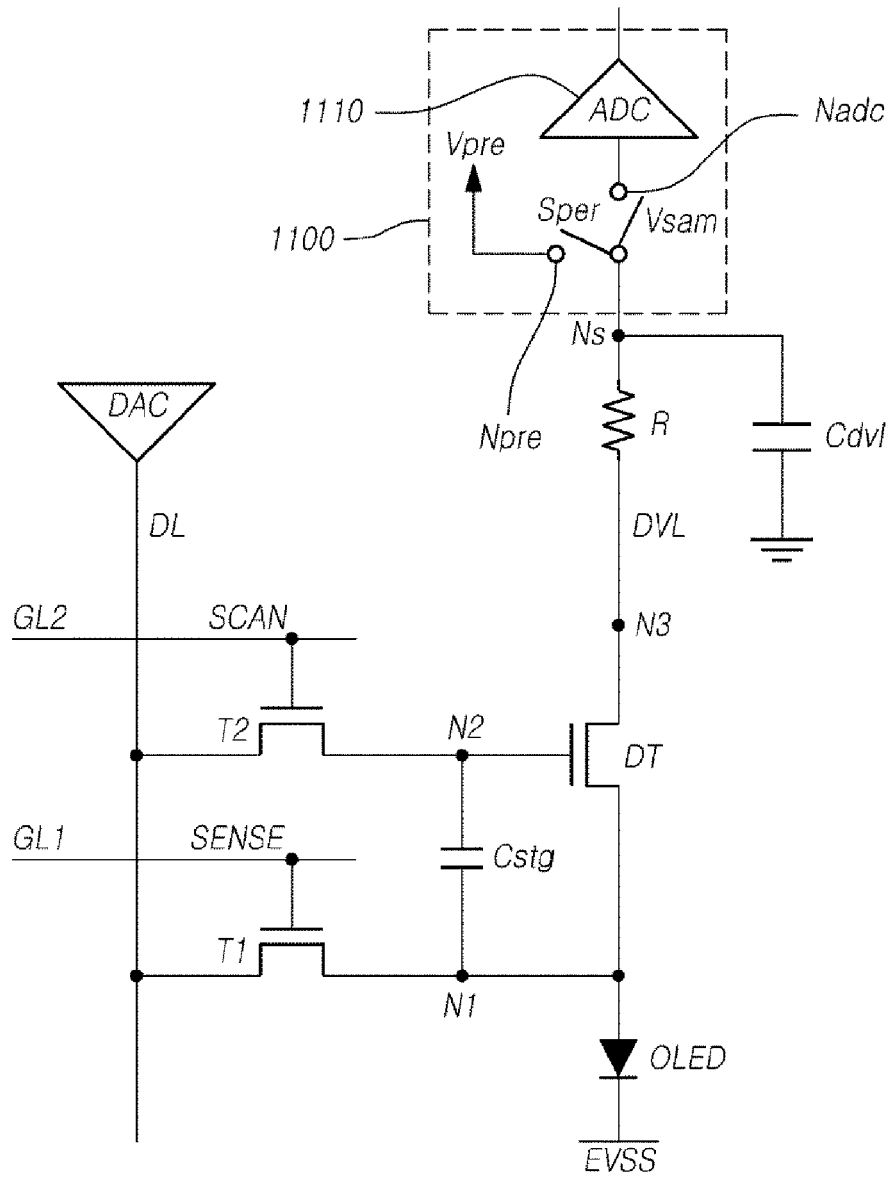 1110
ADC
Nadc
Vpre
Sper
Vsam
1100
Ns
DAC
Npre
R
Cdvl
DL
DVL
GL2
SCAN
N3
T2
N2
DT
GL1
SENSE
Cstg
T1
N1
OLED
EVSS